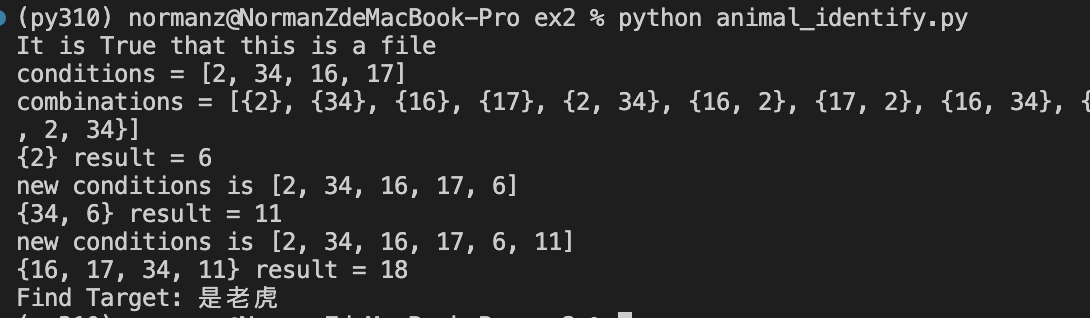 (py310) normanz@NormanZdeMacBook-Pro ex2 % python animal_identify.py
It is True that this is a file
conditions = [2, 34, 16, 17]
combinations = [{2}, {34}, {16}, {17}, {2, 34}, {16, 2}, {17, 2}, {16, 34}, {
, 2, 34}]
{2} result = 6
new conditions is [2, 34, 16, 17, 6]
{34, 6} result = 11
new conditions is [2, 34, 16, 17, 6, 11]
{16, 17, 34, 11} result = 18
Find Target: 是老虎